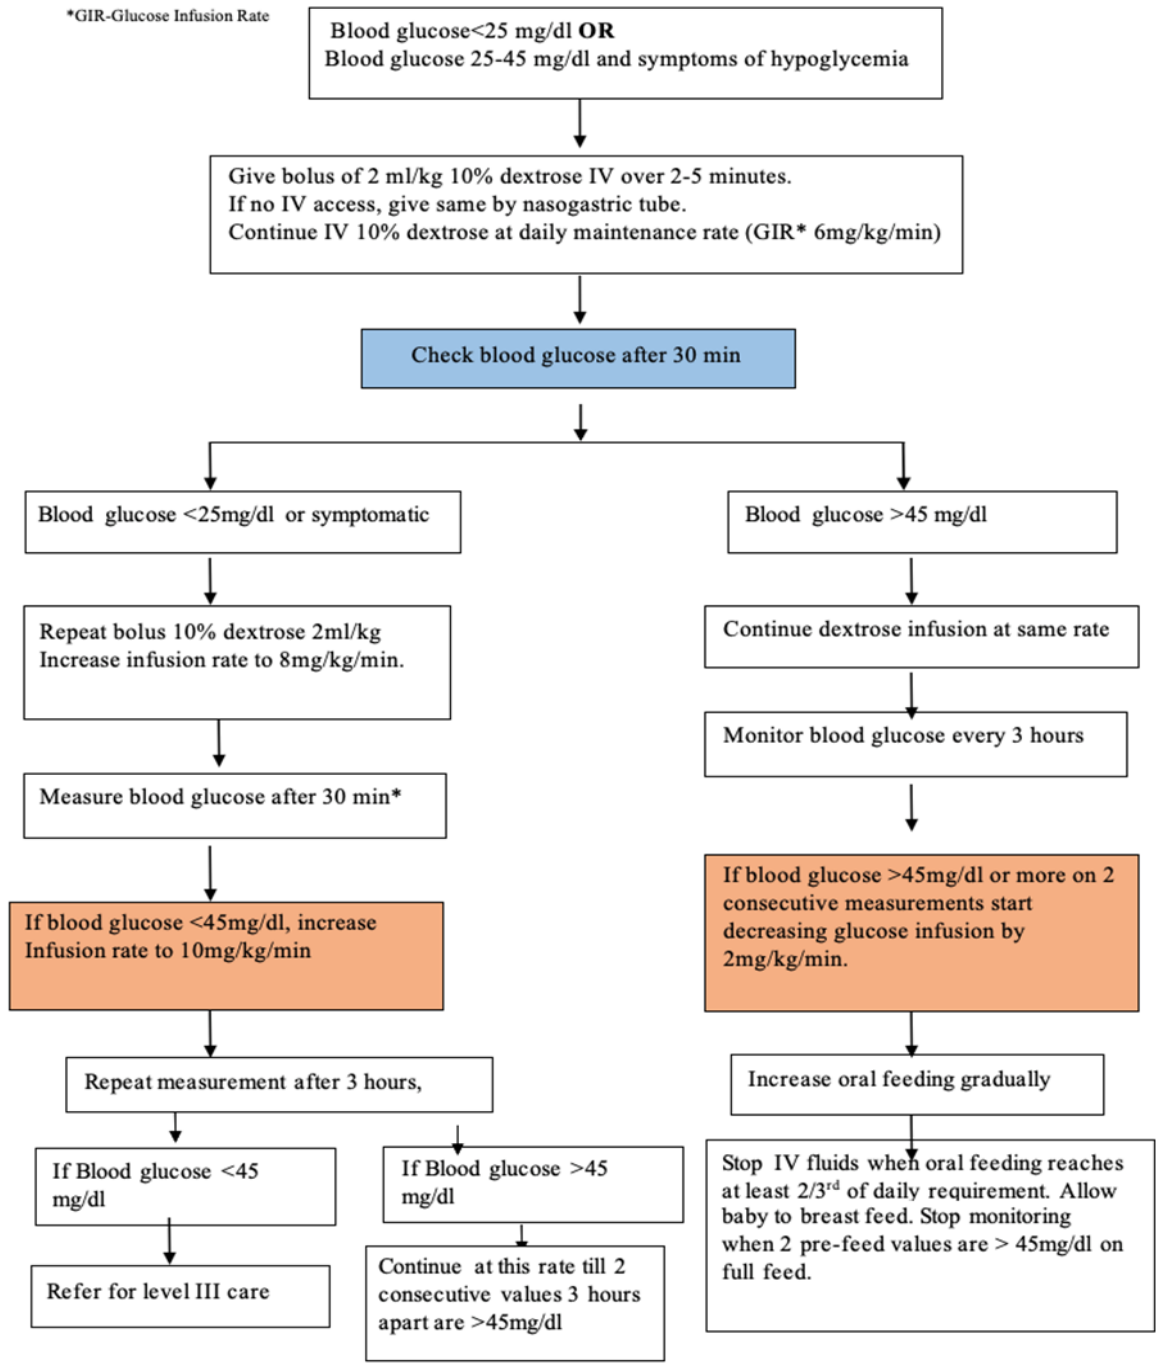 *GIR-Glucose Infusion Rate
Blood glucose<25 mg/dl OR
Blood glucose 25-45 mg/dl and symptoms of hypoglycemia
Give bolus of 2 ml/kg 10% dextrose IV over 2-5 minutes.
If no IV access, give same by nasogastric tube.
Continue IV 10% dextrose at daily maintenance rate (GIR* 6mg/kg/min)
Check blood glucose after 30 min
Blood glucose <25mg/dl or symptomatic
Repeat bolus 10% dextrose 2ml/kg
Increase infusion rate to 8mg/kg/min.
Measure blood glucose after 30 min*
If blood glucose <45mg/dl, increase
Infusion rate to 10mg/kg/min
Repeat measurement after 3 hours,
If Blood glucose <45
mg/dl
Refer for level III care
If Blood glucose >45
mg/dl
Continue at this rate till 2
consecutive values 3 hours
apart are >45mg/dl
Blood glucose >45 mg/dl
Continue dextrose infusion at same rate
Monitor blood glucose every 3 hours
If blood glucose >45mg/dl or more on 2
consecutive measurements start
decreasing glucose infusion by
2mg/kg/min.
Increase oral feeding gradually
Stop IV fluids when oral feeding reaches
at least 2/3rd of daily requirement. Allow
baby to breast feed. Stop monitoring
when 2 pre-feed values are > 45mg/dl on
full feed.